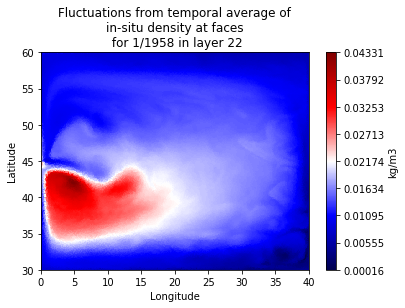 Fluctuations from temporal average of
in-situ density at faces
for 1/1958 in layer 22
60
55
50
45
40
35
30
Latitude
0 5 10 15 20 25 30 35 40
Longitude
0.04331
0.03792
0.03253
0.02713
0.02174
0.01634
0.01095
0.00555
0.00016
kg/m3